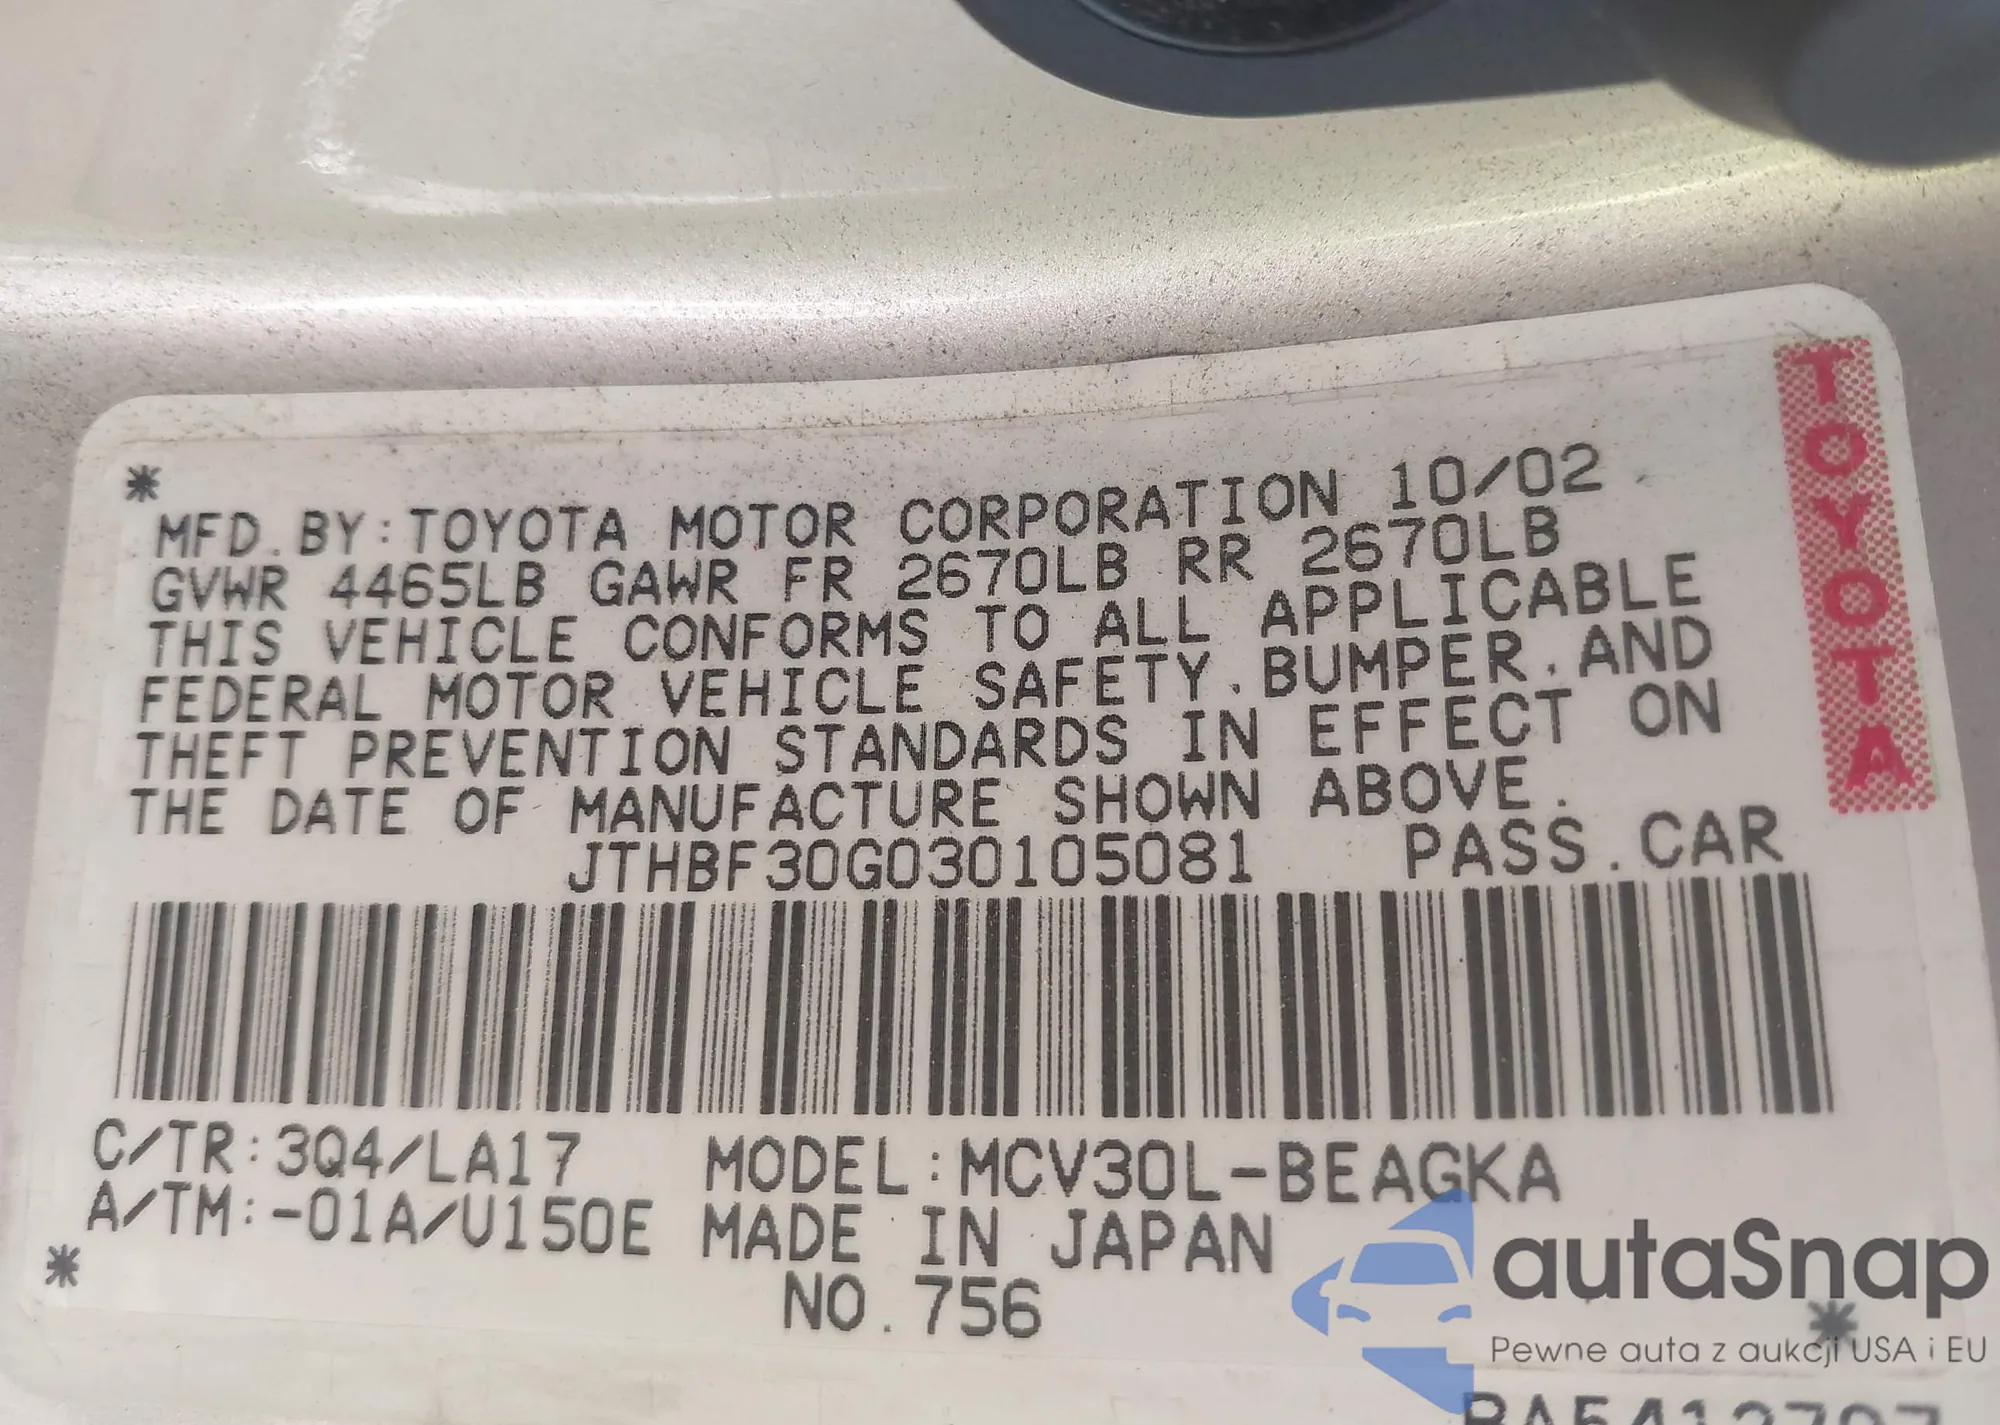 *
MFD.BY:TOYOTA MOTOR CORPORATION 10/02
GVWR 4465LB GAWR FR 2670LB RR 2670LB
THIS VEHICLE CONFORMS TO ALL APPLICABLE
FEDERAL MOTOR VEHICLE SAFETY.BUMPER.AND
THEFT PREVENTION STANDARDS IN EFFECT ON
THE DATE OF MANUFACTURE SHOWN ABOVE.
JTHBF30G030105081 PASS.CAR
C/TR:3Q4/LA17 MODEL:MCV30L-BEAGKA
A/TM:-01A/U150E MADE IN JAPAN
* NO.756 *
TOYOTA
autaSnap
Pewne auta z aukcji USA i EU